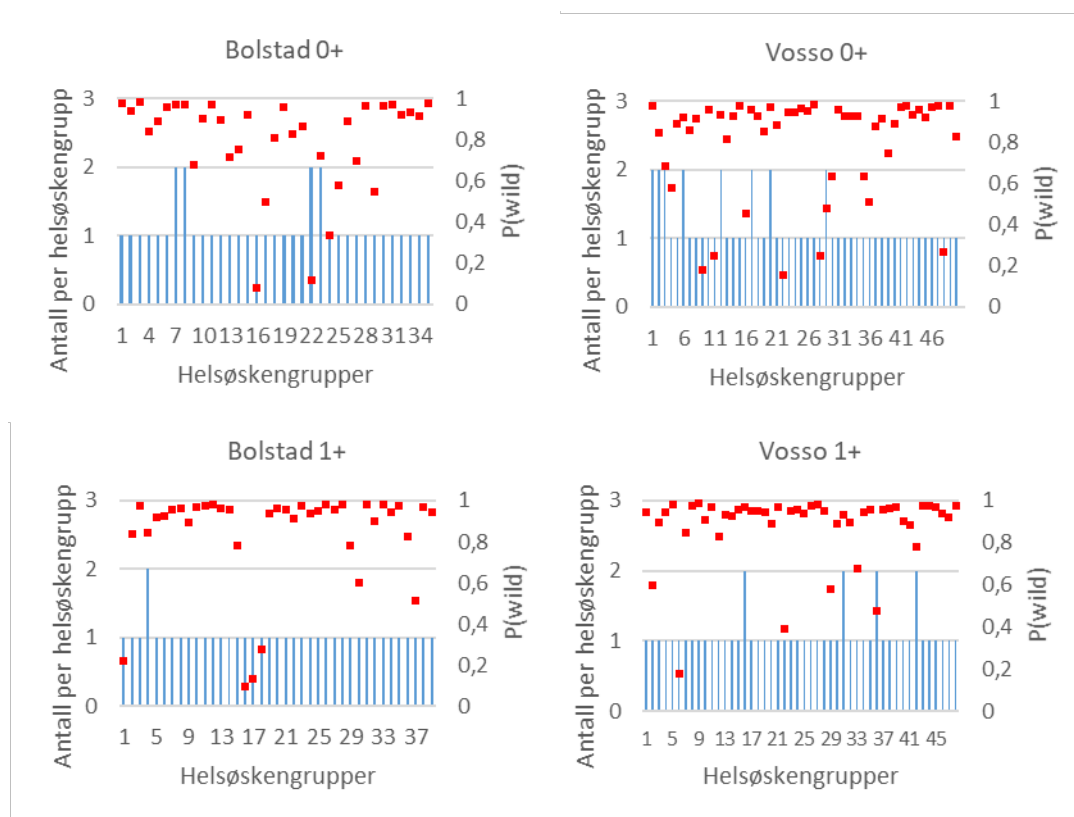 Bolstad 0+
Antall per helsøskengrupp
3
2
1
0
1
0,8
0,6
0,4
0,2
0
P(wild)
1 4 7 10 13 16 19 22 25 28 31 34
Helsøskengrupper
Vosso 0+
Antall per helsøskengrupp
3
2
1
0
1
0,8
0,6
0,4
0,2
0
P(wild)
1 6 11 16 21 26 31 36 41 46
Helsøskengrupper
Bolstad 1+
Antall per helsøskengrupp
3
2
1
0
1
0,8
0,6
0,4
0,2
0
P(wild)
1 5 9 13 17 21 25 29 33 37
Helsøskengrupper
Vosso 1+
Antall per helsøskengrupp
3
2
1
0
1
0,8
0,6
0,4
0,2
0
P(wild)
1 5 9 13 17 21 25 29 33 37 41 45
Helsøskengrupper